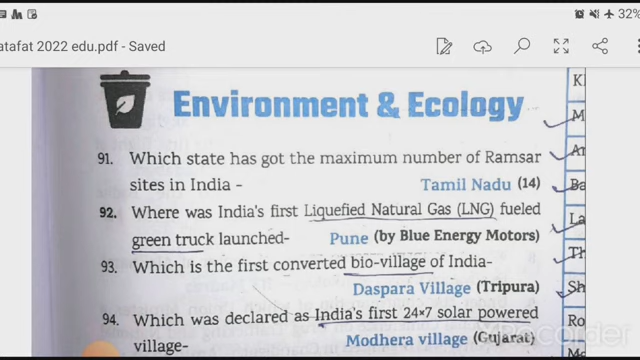 32%
atafat 2022 edu.pdf - Saved
Environment & Ecology
91. Which state has got the maximum number of Ramsar
sites in India - Tamil Nadu (14)
92. Where was India's first Liquefied Natural Gas (LNG) fueled
green truck launched- Pune (by Blue Energy Motors)
93. Which is the first converted bio-village of India-
Daspara Village (Tripura)
94. Which was declared as India's first 24×7 solar powered
village- Modhera village (Gujarat)
XRECORDER